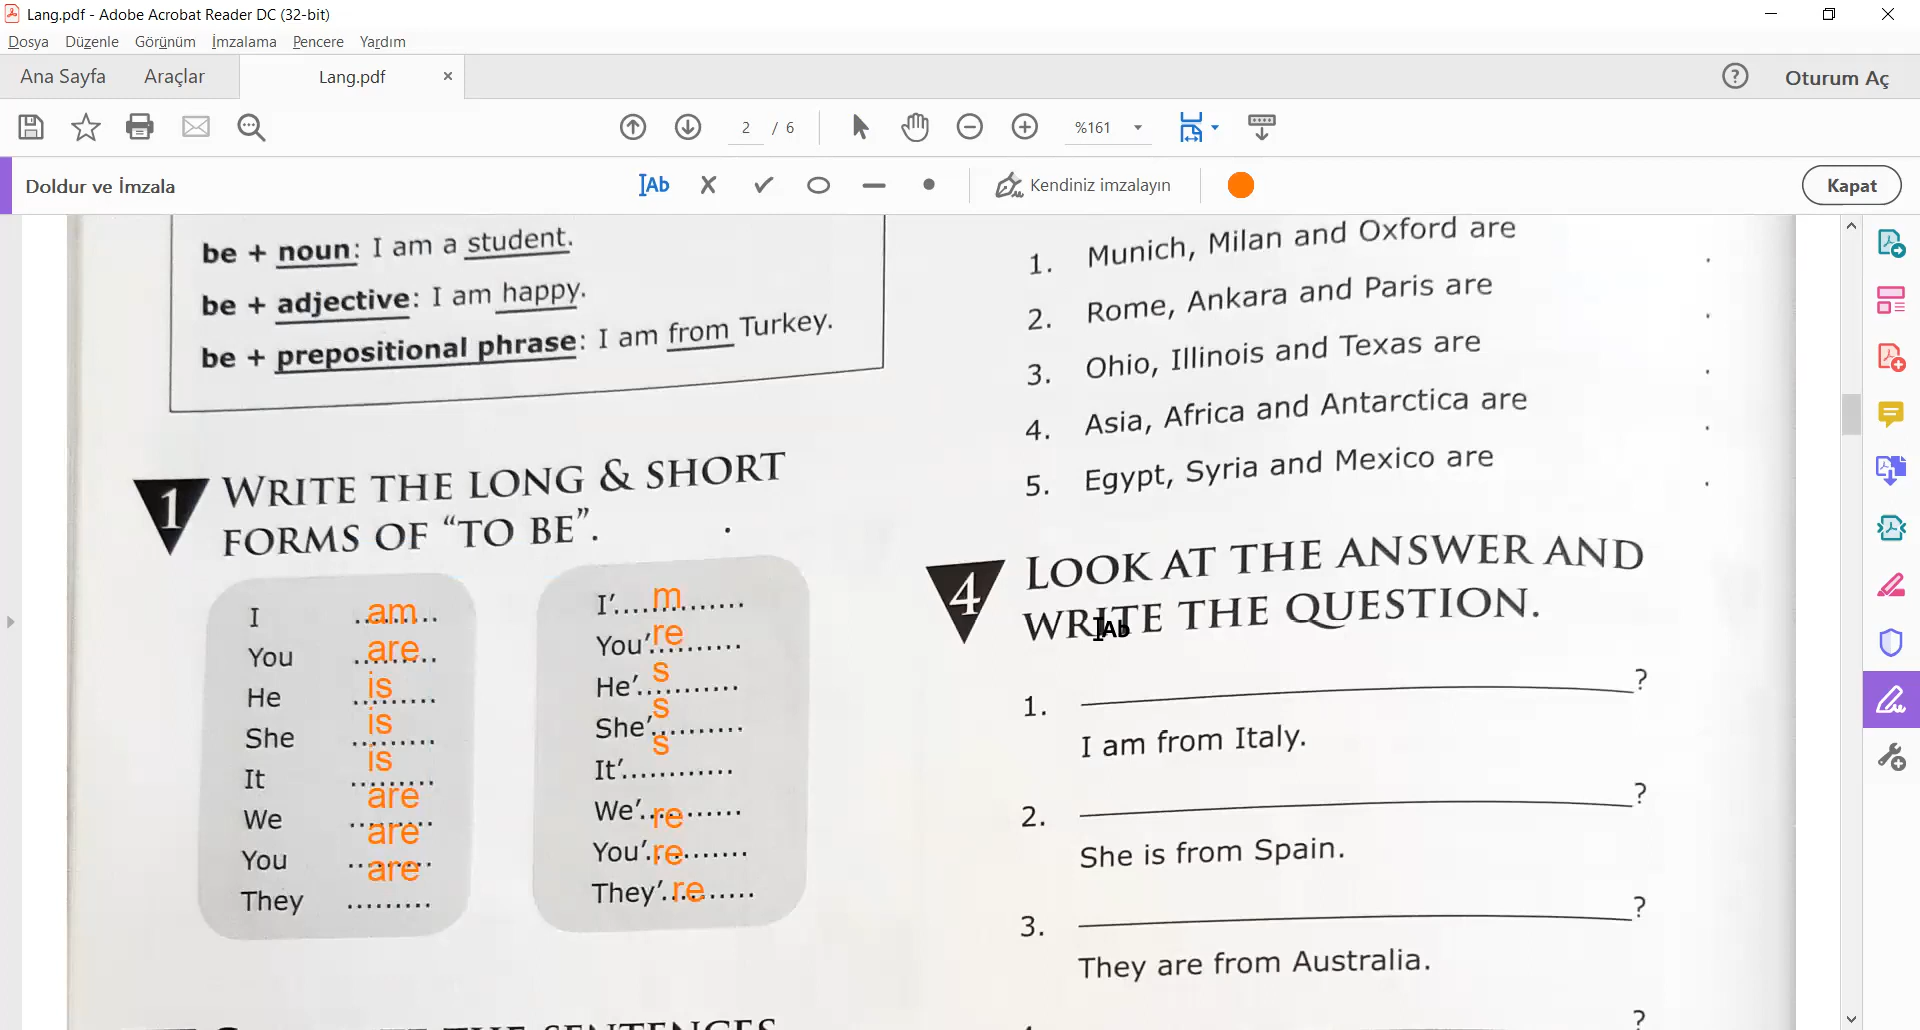 Lang.pdf - Adobe Acrobat Reader DC (32-bit)
Dosya Düzenle Görünüm İmzalama Pencere Yardım
Ana Sayfa Araçlar Lang.pdf × ? Oturum Aç
2 / 6 %161
Doldur ve İmzala Ab Kendiniz imzalayın Kapat
be + noun: I am a student.
be + adjective: I am happy.
be + prepositional phrase: I am from Turkey.
1 WRITE THE LONG & SHORT
FORMS OF “TO BE”.
I am
You are
He is
She is
It is
We are
You are
They
I’m
You’re
He’s
She’s
It’s
We’re
You’re
They’re
1. Munich, Milan and Oxford are .
2. Rome, Ankara and Paris are .
3. Ohio, Illinois and Texas are .
4. Asia, Africa and Antarctica are .
5. Egypt, Syria and Mexico are .
4 LOOK AT THE ANSWER AND
WRITE THE QUESTION.
Ab
1. ?
I am from Italy.
2. ?
She is from Spain.
3. ?
They are from Australia.
?